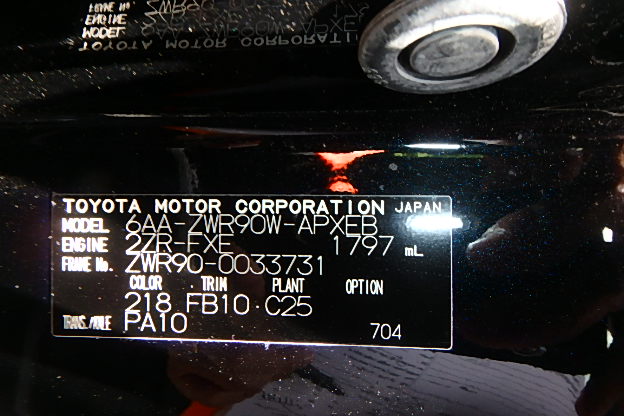 TOYOTA MOTOR CORPORATION JAPAN
MODEL 6AA-ZWR90W-APXEB
ENGINE 2ZR-FXE 1797 mL
FRAME No. ZWR90-0033731
COLOR TRIM PLANT OPTION
218 FB10 · C25
TRANS./AXLE PA10 704